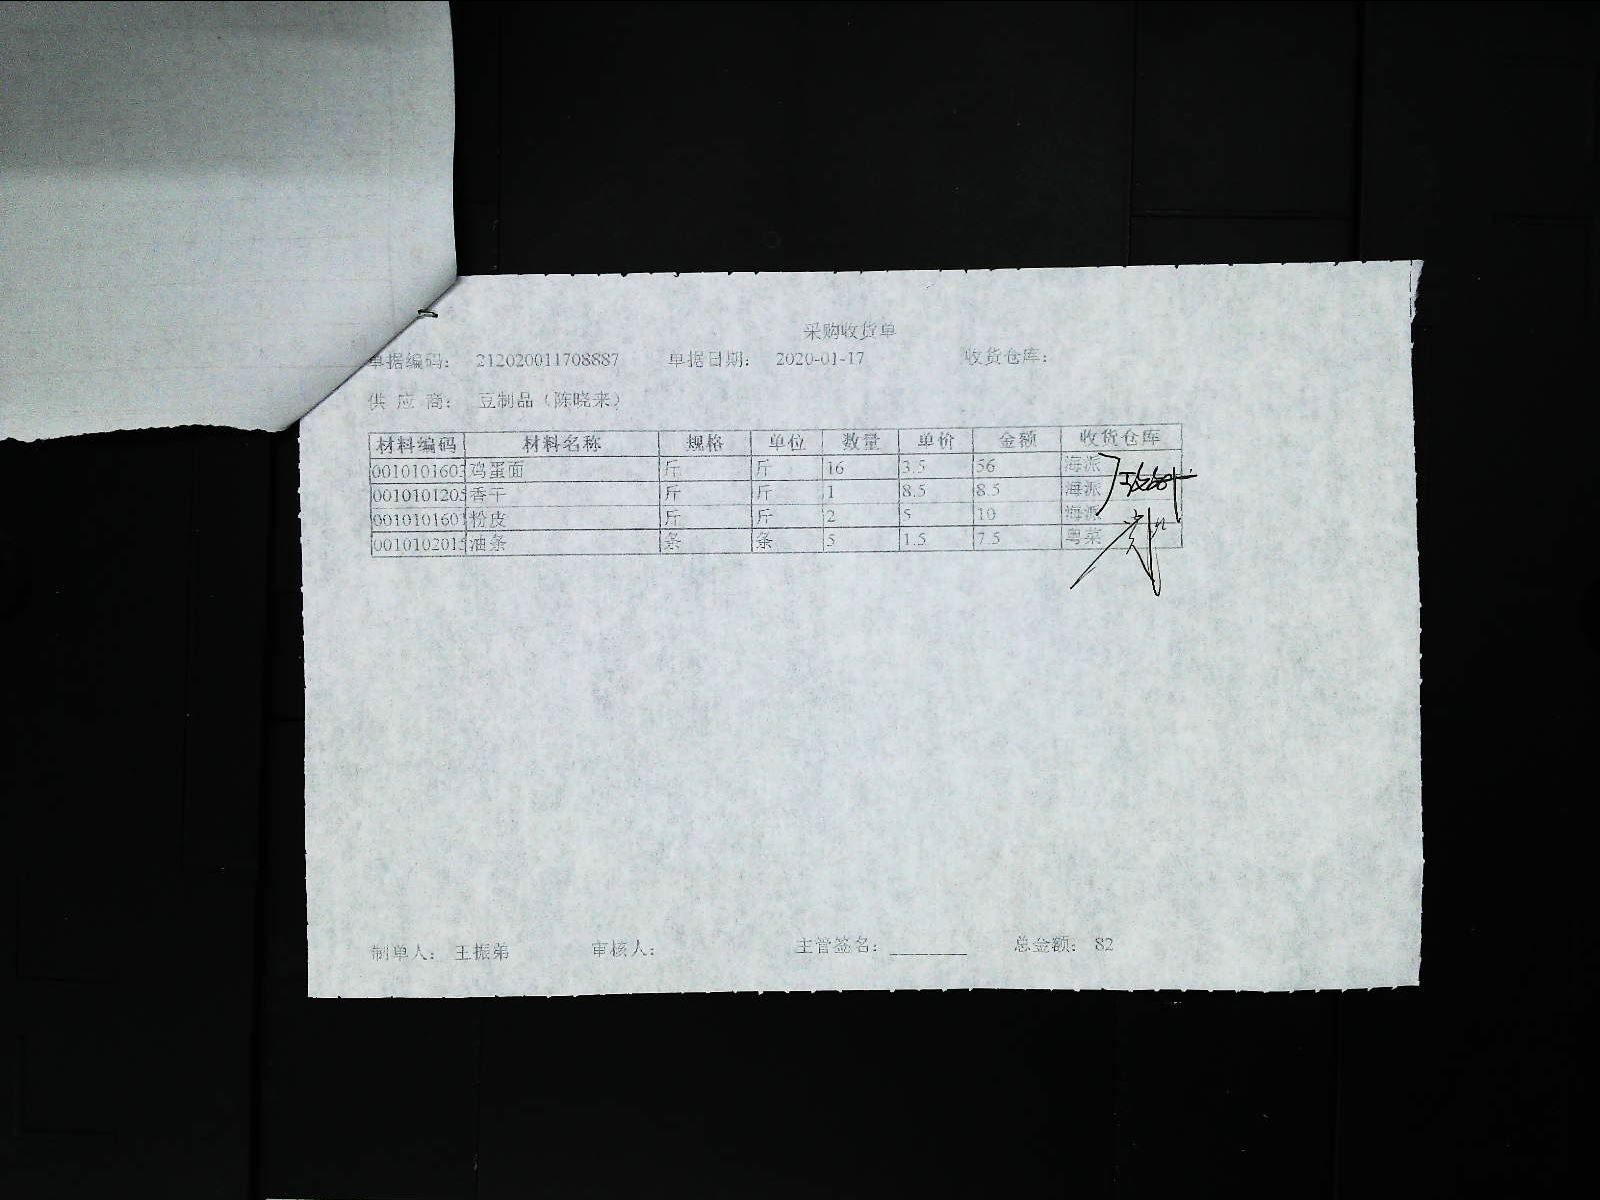 采购收货单
单据编码： 212020011708887 单据日期： 2020-01-17 收货仓库：
供 应 商： 豆制品（陈晓来）
材料编码 材料名称 规格 单位 数量 单价 金额 收货仓库
0010101603 鸡蛋面 斤 斤 16 3.5 56 海派
0010101205 香干 斤 斤 1 8.5 8.5 海派
001010160 粉皮 斤 斤 2 5 10 海派
0010102015 油条 条 条 5 1.5 7.5 粤菜
制单人： 王振弟 审核人： 主管签名：________ 总金额： 82